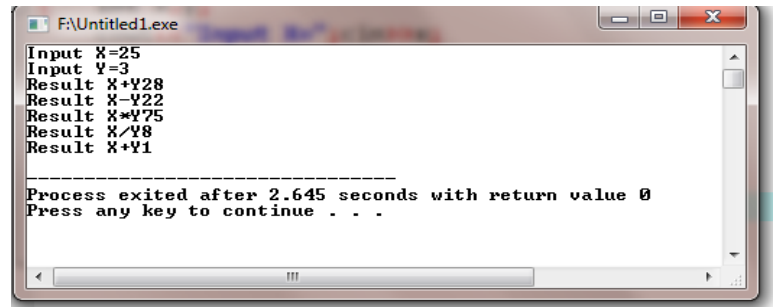 F:\Untitled1.exe
Input X=25
Input Y=3
Result X+Y28
Result X-Y22
Result X*Y75
Result X/Y8
Result X+Y1
--------------------------------
Process exited after 2.645 seconds with return value 0
Press any key to continue . . .